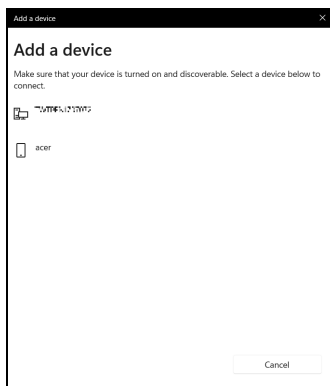 Add a device
Add a device
Make sure that your device is turned on and discoverable. Select a device below to
connect.
acer
Cancel